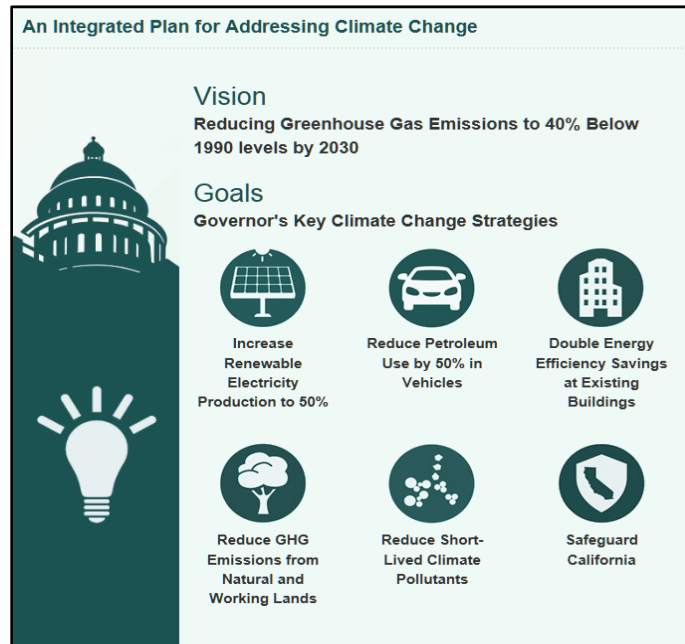 An Integrated Plan for Addressing Climate Change
Vision
Reducing Greenhouse Gas Emissions to 40% Below
1990 levels by 2030
Goals
Governor's Key Climate Change Strategies
Increase
Renewable
Electricity
Production to 50%
Reduce Petroleum
Use by 50% in
Vehicles
Double Energy
Efficiency Savings
at Existing
Buildings
Reduce GHG
Emissions from
Natural and
Working Lands
Reduce Short-
Lived Climate
Pollutants
Safeguard
California